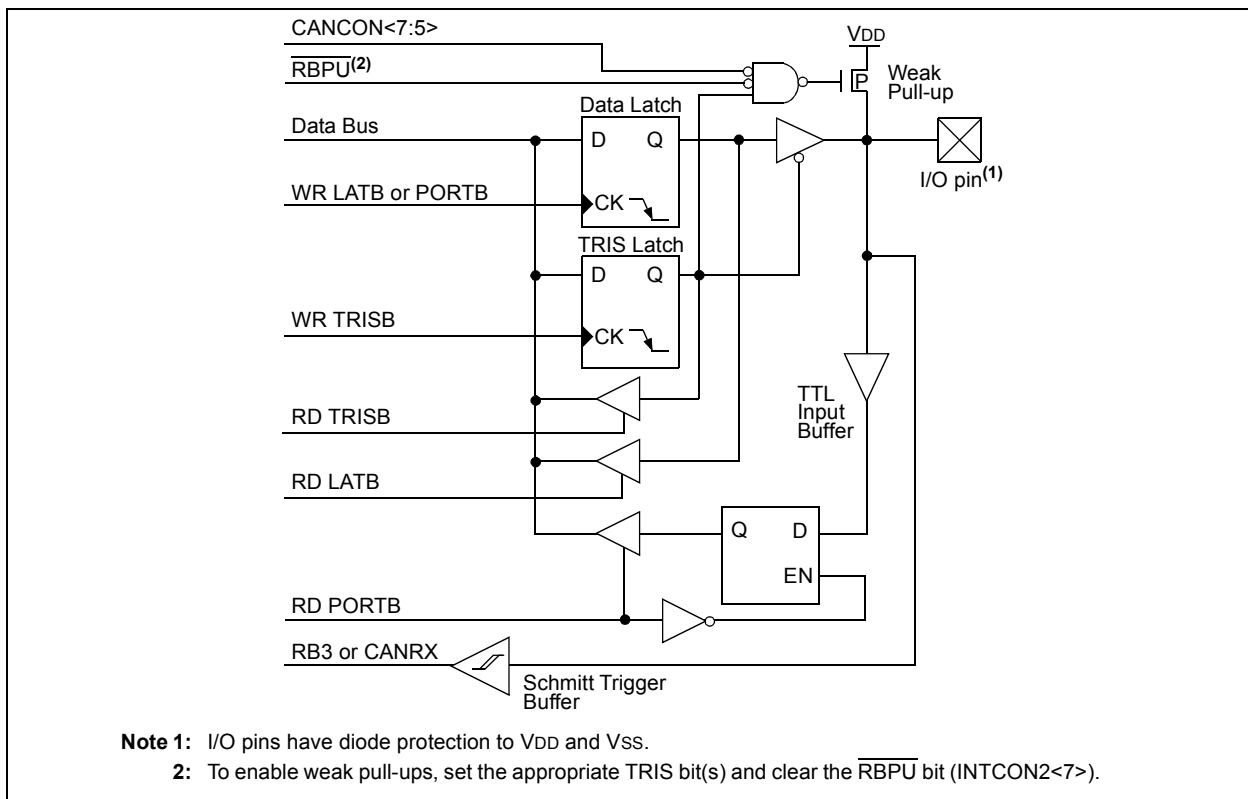 CANCON<7:5>
VDD
RBPU(2)
Weak
Pull-up
P
Data Latch
Data Bus
D Q
I/O pin(1)
WR LATB or PORTB
CK
TRIS Latch
D Q
WR TRISB
CK
TTL
Input
Buffer
RD TRISB
RD LATB
Q D
EN
RD PORTB
RB3 or CANRX
Schmitt Trigger
Buffer
Note 1: I/O pins have diode protection to VDD and VSS.
2: To enable weak pull-ups, set the appropriate TRIS bit(s) and clear the RBPU bit (INTCON2<7>).